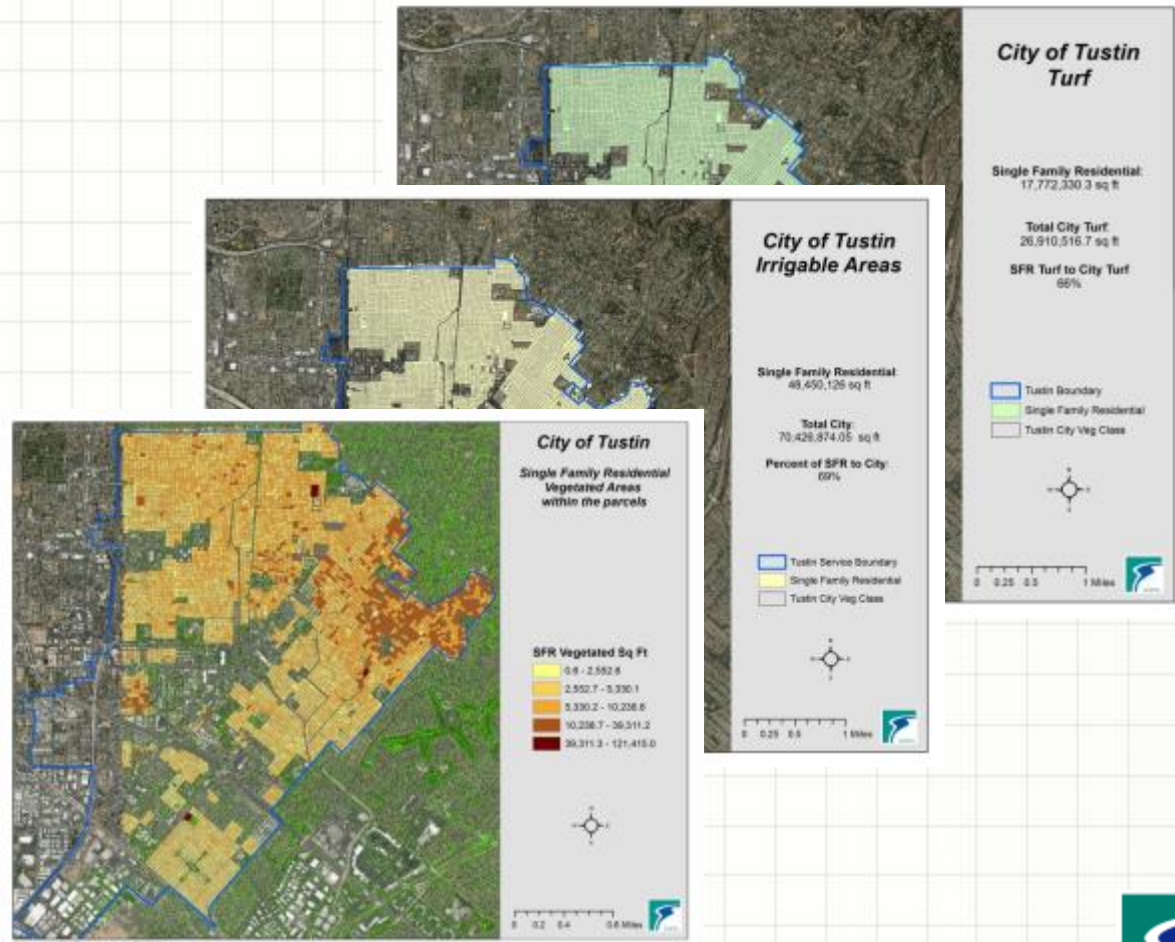 City of Tustin
Turf
Single Family Residential:
17,772,330.3 sq ft
Total City Turf:
26,910,516.7 sq ft
SFR Turf to City Turf
66%
Tustin Boundary
Single Family Residential
Tustin City Veg Class
0 0.25 0.5 1 Miles
City of Tustin
Irrigable Areas
Single Family Residential:
48,450,126 sq ft
Total City:
70,426,874.05 sq ft
Percent of SFR to City:
69%
Tustin Service Boundary
Single Family Residential
Tustin City Veg Class
0 0.25 0.5 1 Miles
City of Tustin
Single Family Residential
Vegetated Areas
within the parcels
SFR Vegetated Sq Ft
0.6 - 2,552.6
2,552.7 - 5,330.1
5,330.2 - 10,238.6
10,238.7 - 39,311.2
39,311.3 - 121,415.0
0 0.2 0.4 0.8 Miles